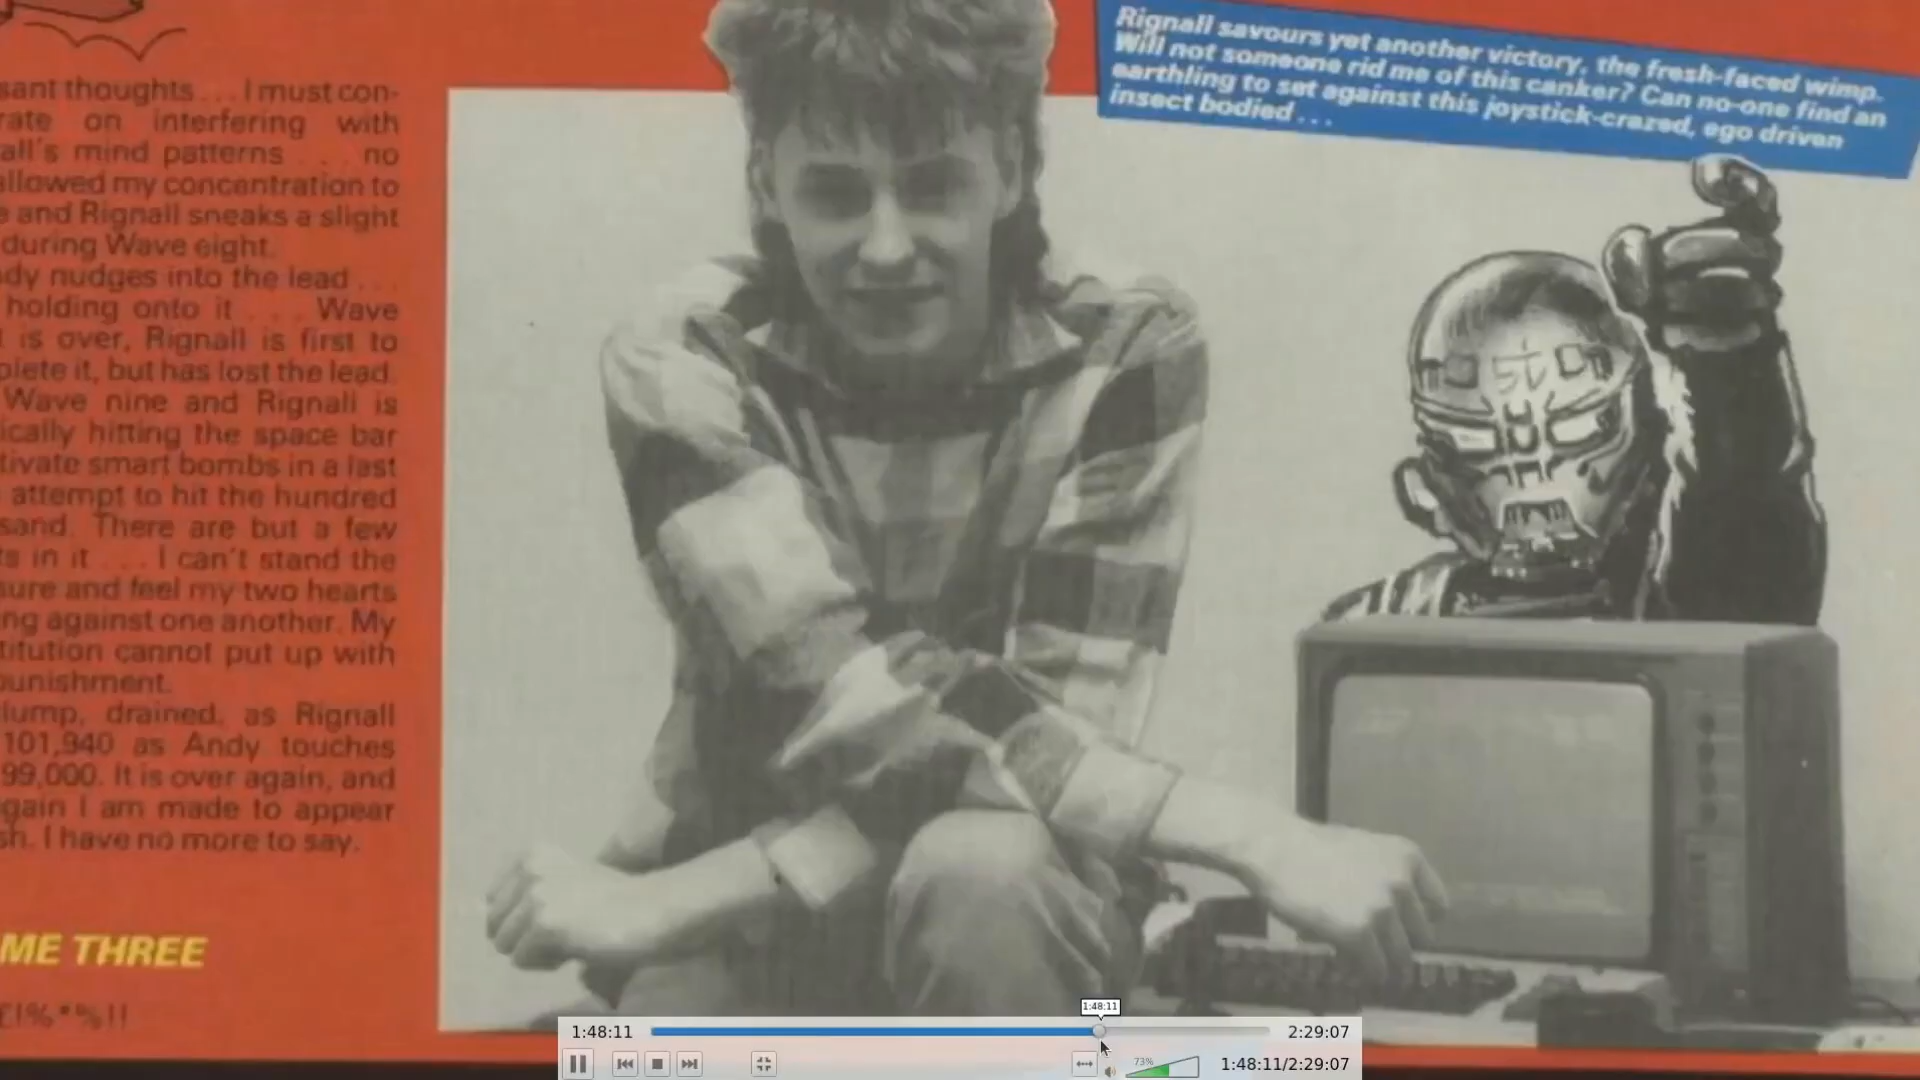 sant thoughts . . . I must con-
rate on interfering with
all's mind patterns . . . no
allowed my concentration to
e and Rignall sneaks a slight
during Wave eight.
dy nudges into the lead . . .
holding onto it . . . Wave
t is over, Rignall is first to
plete it, but has lost the lead.
Wave nine and Rignall is
ically hitting the space bar
tivate smart bombs in a last
attempt to hit the hundred
sand. There are but a few
ts in it . . . I can't stand the
sure and feel my two hearts
ng against one another. My
titution cannot put up with
punishment.
lump, drained, as Rignall
101,940 as Andy touches
99,000. It is over again, and
gain I am made to appear
sh. I have no more to say.
ME THREE
£!%*%!!
Rignall savours yet another victory, the fresh-faced wimp.
Will not someone rid me of this canker? Can no-one find an
earthling to set against this joystick-crazed, ego driven
insect bodied . . .
1:48:11
1:48:11
2:29:07
73%
1:48:11/2:29:07